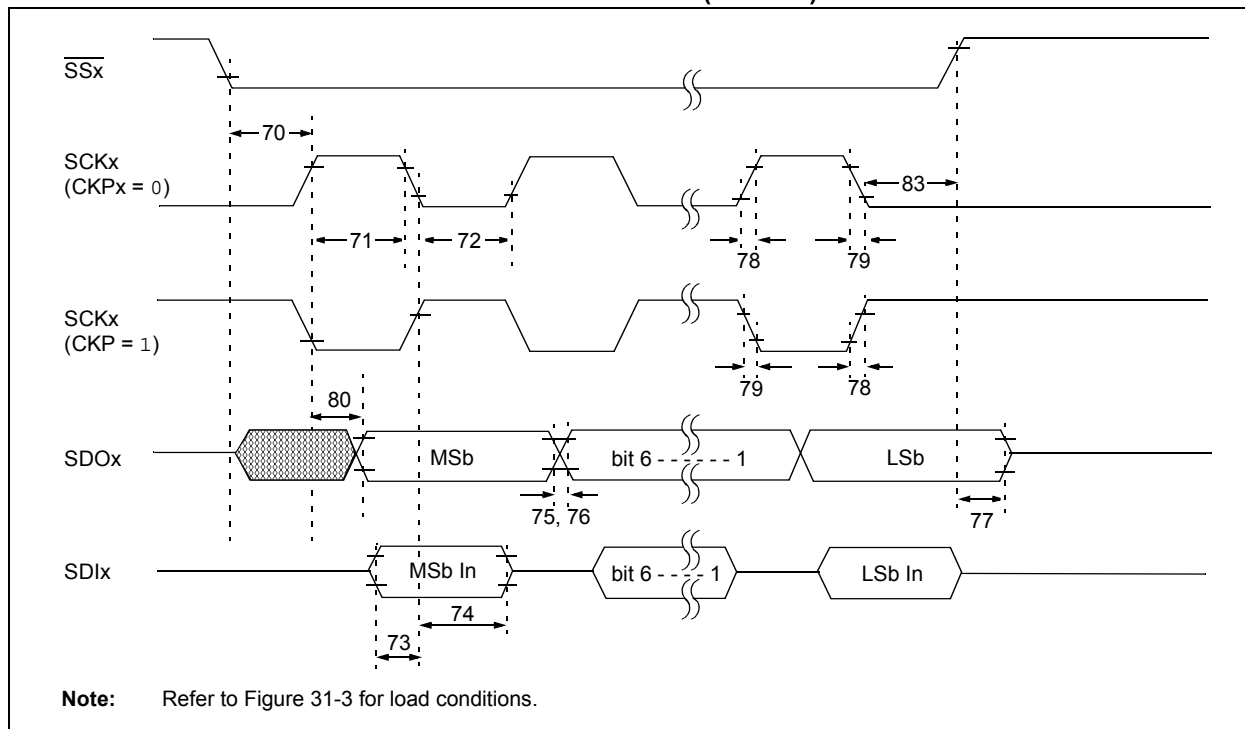 SSx
70
SCKx
(CKPx = 0)
83
71
72
78
79
SCKx
(CKP = 1)
79
78
80
SDOx
MSb
bit 6 - - - - - - 1
LSb
75, 76
77
SDIx
MSb In
bit 6 - - - - 1
LSb In
74
73
Note: Refer to Figure 31-3 for load conditions.